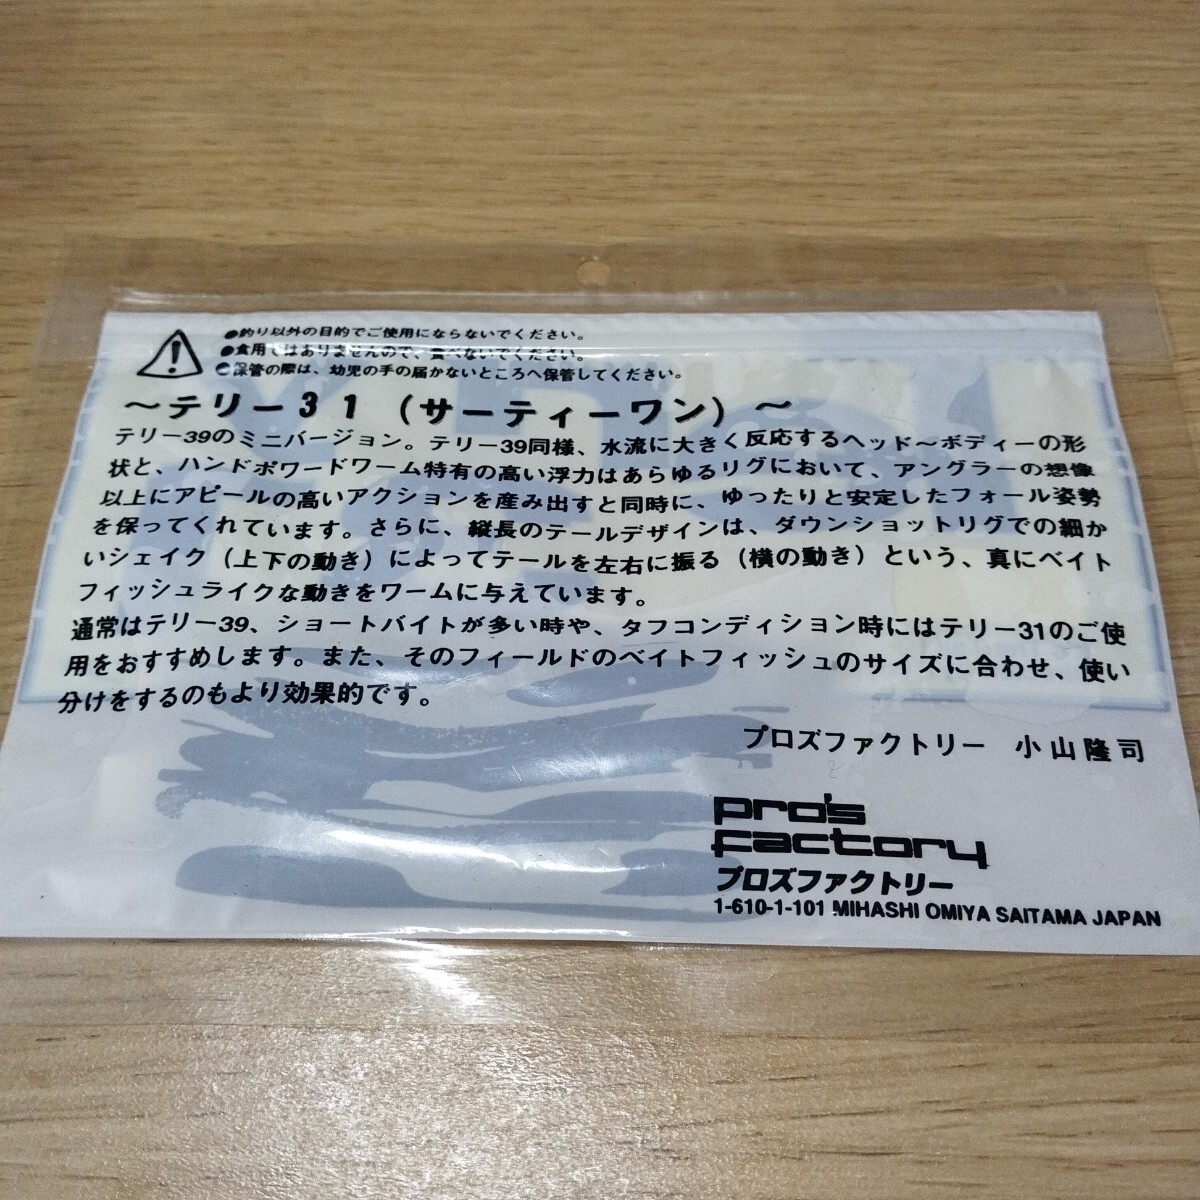 ●釣り以外の目的でご使用にならないでください。
●食用ではありませんので、食べないでください。
●保管の際は、幼児の手の届かないところへ保管してください。
～テリー31（サーティーワン）～
テリー39のミニバージョン。テリー39同様、水流に大きく反応するヘッド～ボディーの形
状と、ハンドポワードワーム特有の高い浮力はあらゆるリグにおいて、アングラーの想像
以上にアピールの高いアクションを産み出すと同時に、ゆったりと安定したフォール姿勢
を保ってくれています。さらに、縦長のテールデザインは、ダウンショットリグでの細か
いシェイク（上下の動き）によってテールを左右に振る（横の動き）という、真にベイト
フィッシュライクな動きをワームに与えています。
通常はテリー39、ショートバイトが多い時や、タフコンディション時にはテリー31のご使
用をおすすめします。また、そのフィールドのベイトフィッシュのサイズに合わせ、使い
分けをするのもより効果的です。
プロズファクトリー 小山隆司
pro's
factory
プロズファクトリー
1-610-1-101 MIHASHI OMIYA SAITAMA JAPAN